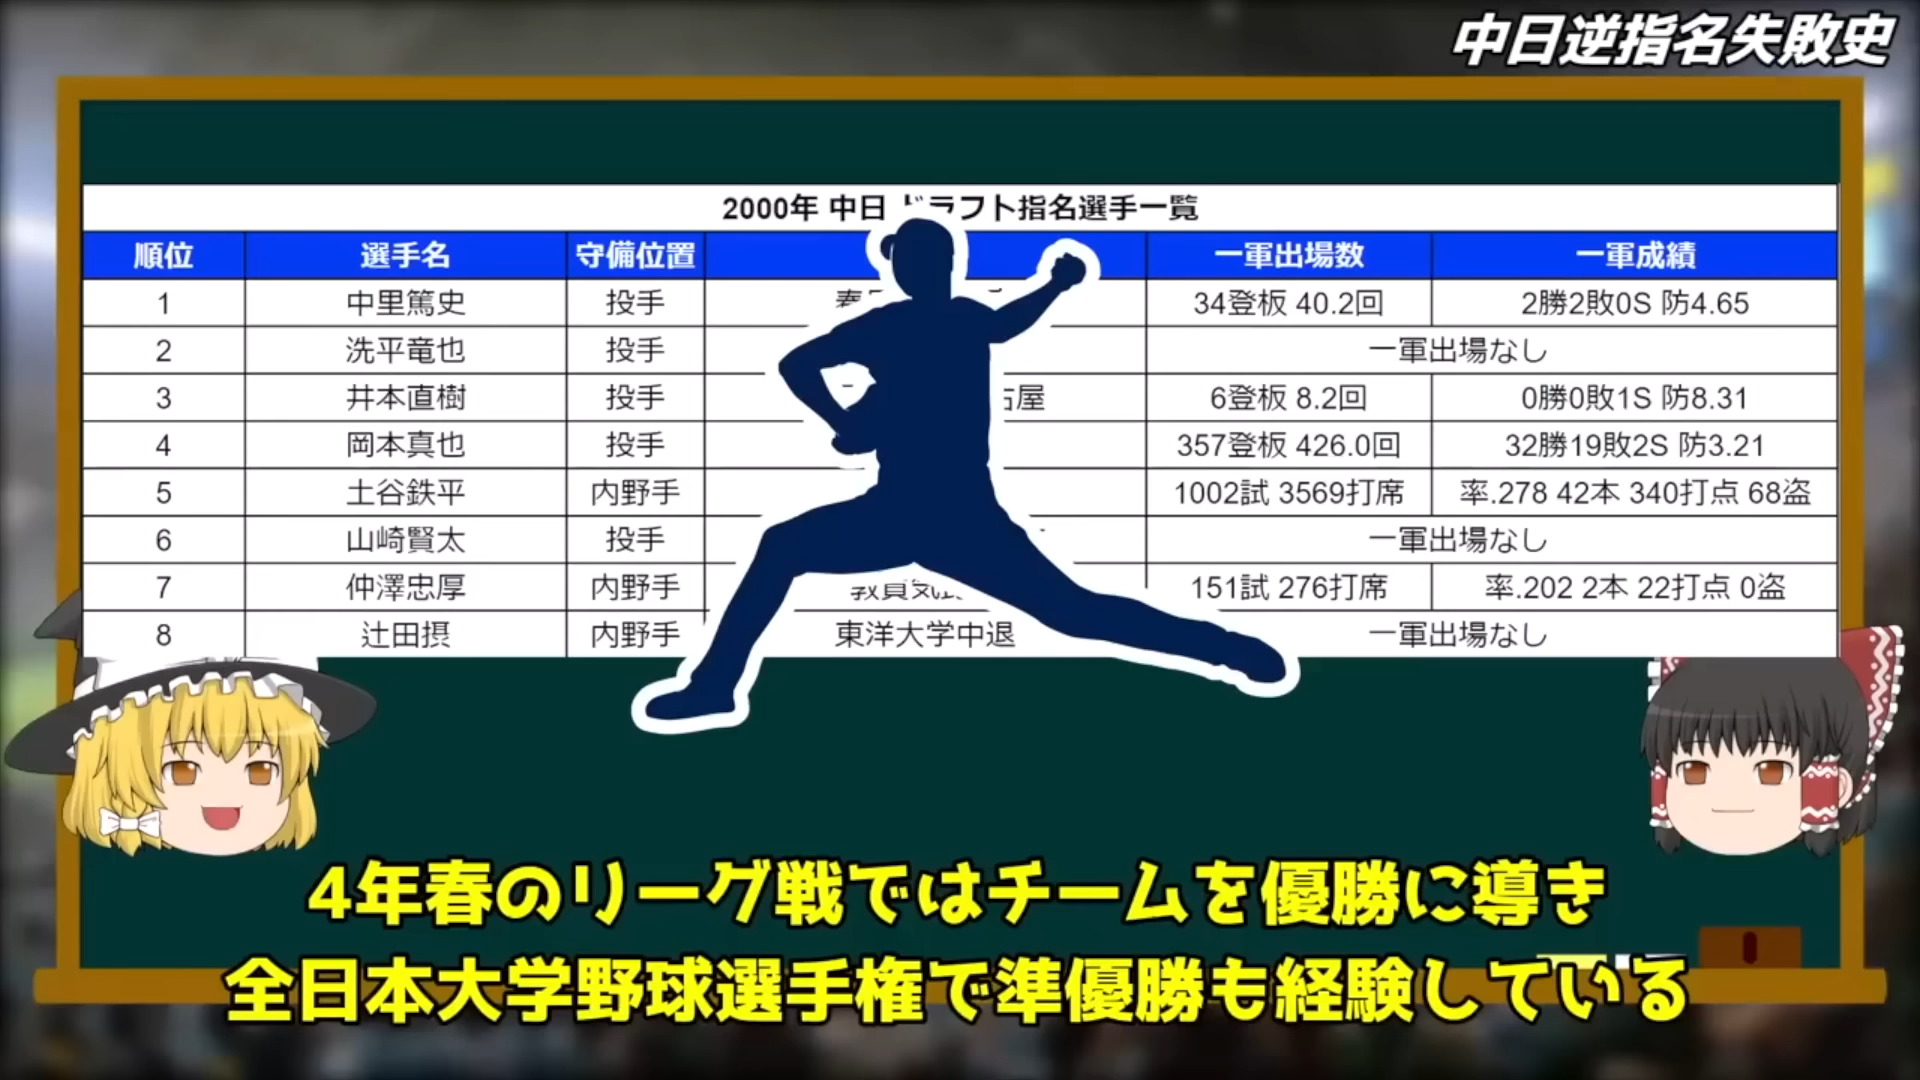 中日逆指名失敗史
2000年 中日 ドラフト指名選手一覧
順位 選手名 守備位置 一軍出場数 一軍成績
1 中里篤史 投手 春 34登板 40.2回 2勝2敗0S 防4.65
2 洗平竜也 投手 一軍出場なし
3 井本直樹 投手 屋 6登板 8.2回 0勝0敗1S 防8.31
4 岡本真也 投手 357登板 426.0回 32勝19敗2S 防3.21
5 土谷鉄平 内野手 1002試 3569打席 率.278 42本 340打点 68盗
6 山崎賢太 投手 一軍出場なし
7 仲澤忠厚 内野手 151試 276打席 率.202 2本 22打点 0盗
8 辻田摂 内野手 東洋大学中退 一軍出場なし
4年春のリーグ戦ではチームを優勝に導き
全日本大学野球選手権で準優勝も経験している